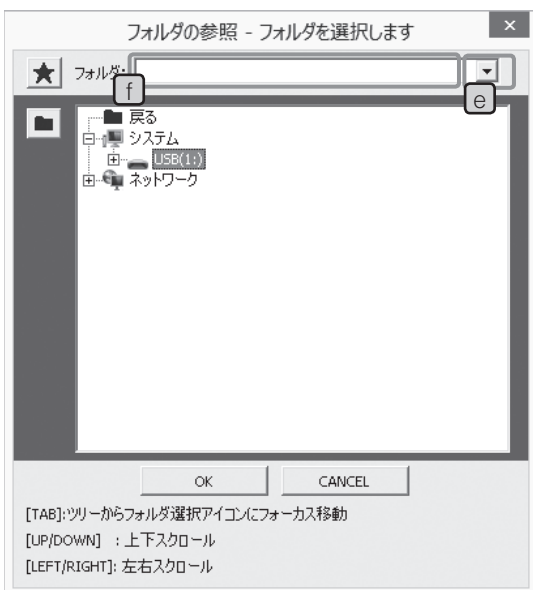 フォルダの参照 - フォルダを選択します
フォルダ:
f
e
戻る
システム
USB(1:)
ネットワーク
OK CANCEL
[TAB]:ツリーからフォルダ選択アイコンにフォーカス移動
[UP/DOWN] :上下スクロール
[LEFT/RIGHT]: 左右スクロール